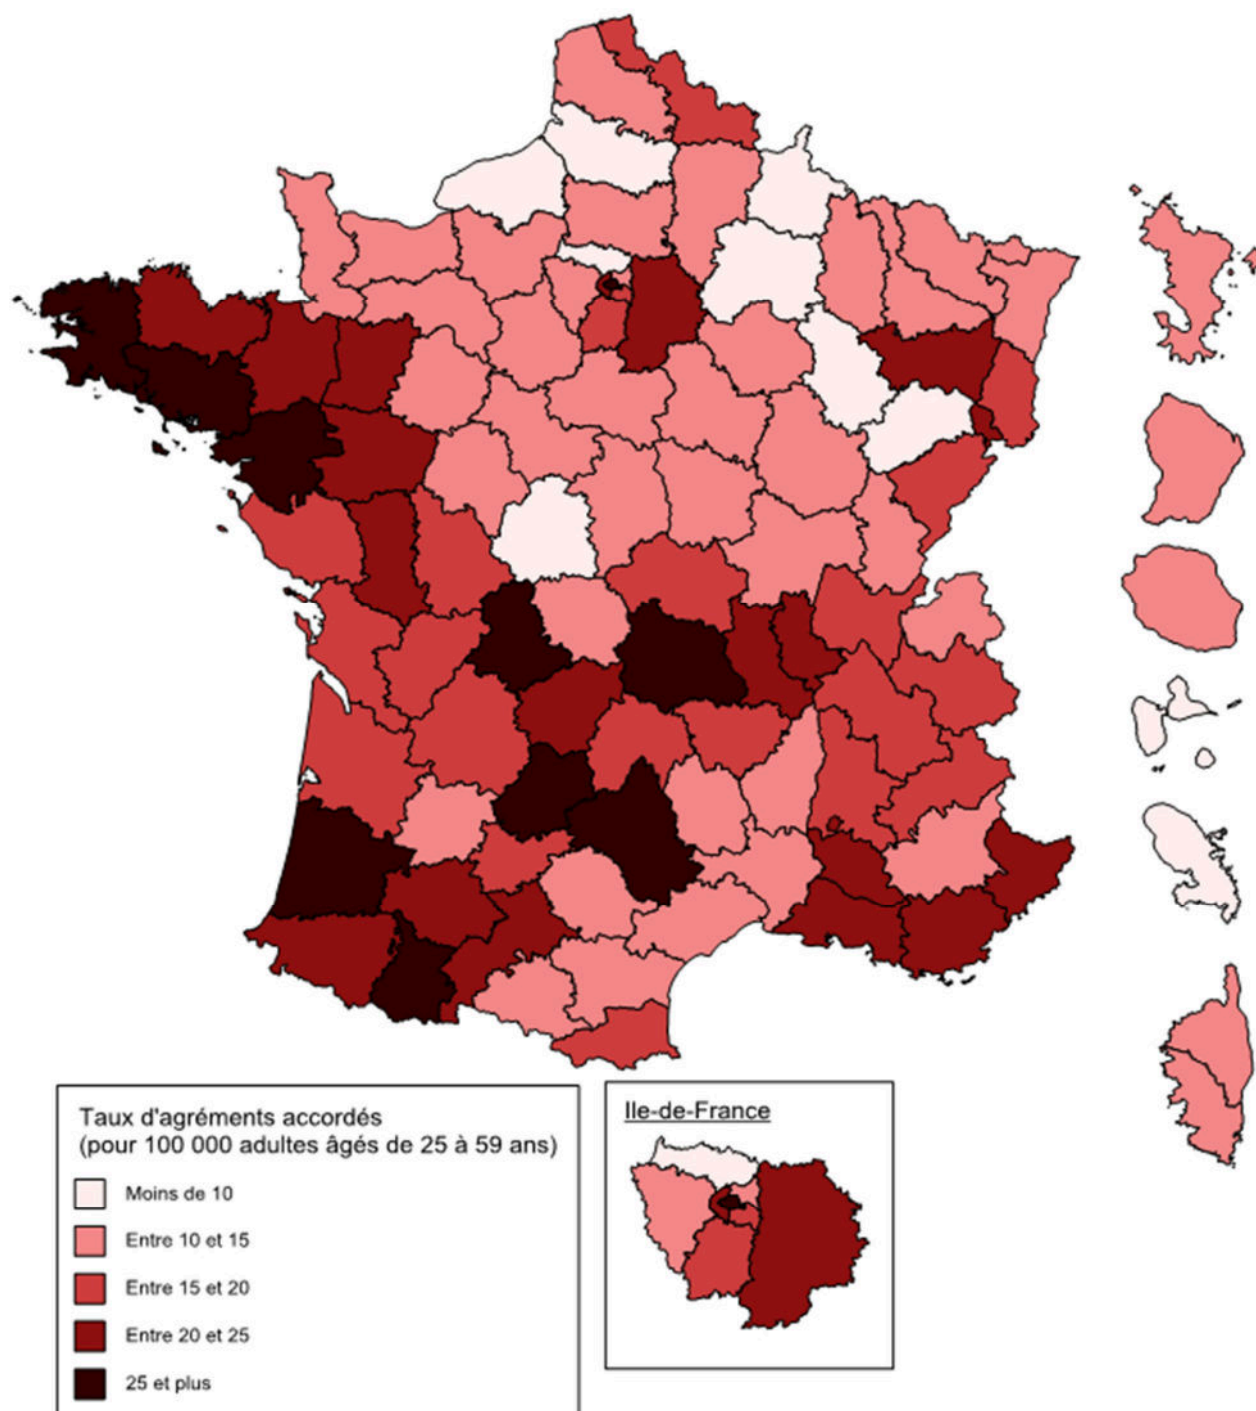 Taux d'agréments accordés
(pour 100 000 adultes âgés de 25 à 59 ans)
Moins de 10
Entre 10 et 15
Entre 15 et 20
Entre 20 et 25
25 et plus
Ile-de-France